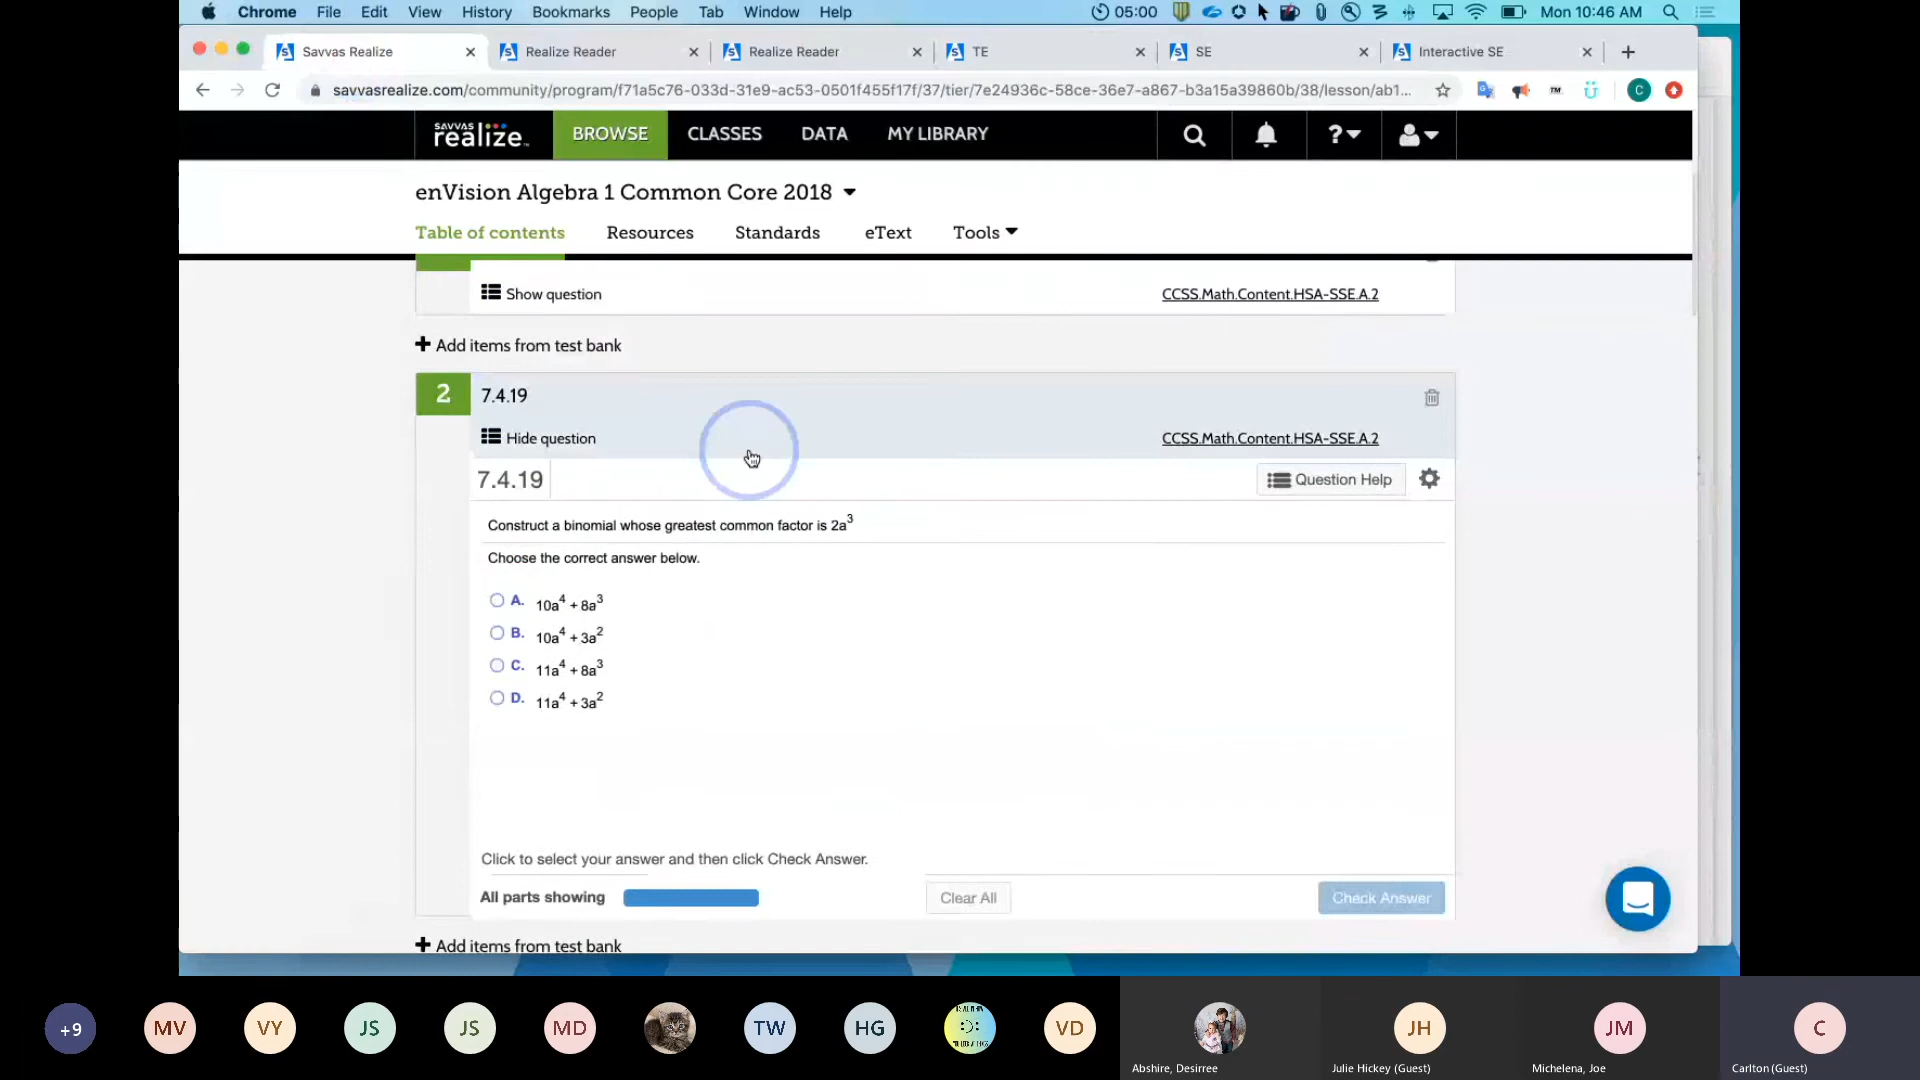 Chrome File Edit View History Bookmarks People Tab Window Help 05:00 Mon 10:46 AM
Savvas Realize Realize Reader Realize Reader TE SE Interactive SE
savvasrealize.com/community/program/f71a5c76-033d-31e9-ac53-0501f455f17f/37/tier/7e24936c-58ce-36e7-a867-b3a15a39860b/38/lesson/ab1... TM C
SAVVAS realize BROWSE CLASSES DATA MY LIBRARY ?
enVision Algebra 1 Common Core 2018
Table of contents Resources Standards eText Tools
Show question CCSS.Math.Content.HSA-SSE.A.2
Add items from test bank
2 7.4.19
Hide question CCSS.Math.Content.HSA-SSE.A.2
7.4.19 Question Help
Construct a binomial whose greatest common factor is 2a³
Choose the correct answer below.
A. 10a⁴ + 8a³
B. 10a⁴ + 3a²
C. 11a⁴ + 8a³
D. 11a⁴ + 3a²
Click to select your answer and then click Check Answer.
All parts showing Clear All Check Answer
Add items from test bank
+9 MV VY JS JS MD TW HG VD JH JM C
Abshire, Desirree Julie Hickey (Guest) Michelena, Joe Carlton (Guest)